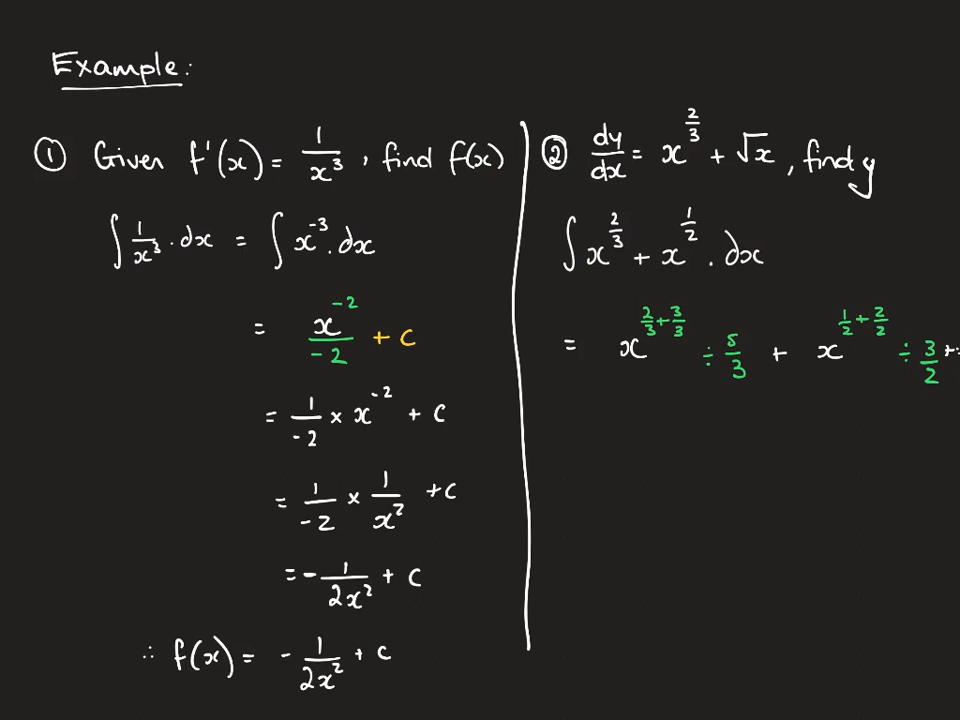 Example:
① Given f'(x) = 1/x³, find f(x)
∫ 1/x³ · dx = ∫ x⁻³ · dx
= x⁻²/-2 + c
= 1/-2 × x⁻² + c
= 1/-2 × 1/x² + c
= - 1/2x² + c
∴ f(x) = - 1/2x² + c
② dy/dx = x^(2/3) + √x, find y
∫ x^(2/3) + x^(1/2) · dx
= x^(2/3 + 3/3) ÷ 5/3 + x^(1/2 + 2/2) ÷ 3/2 +